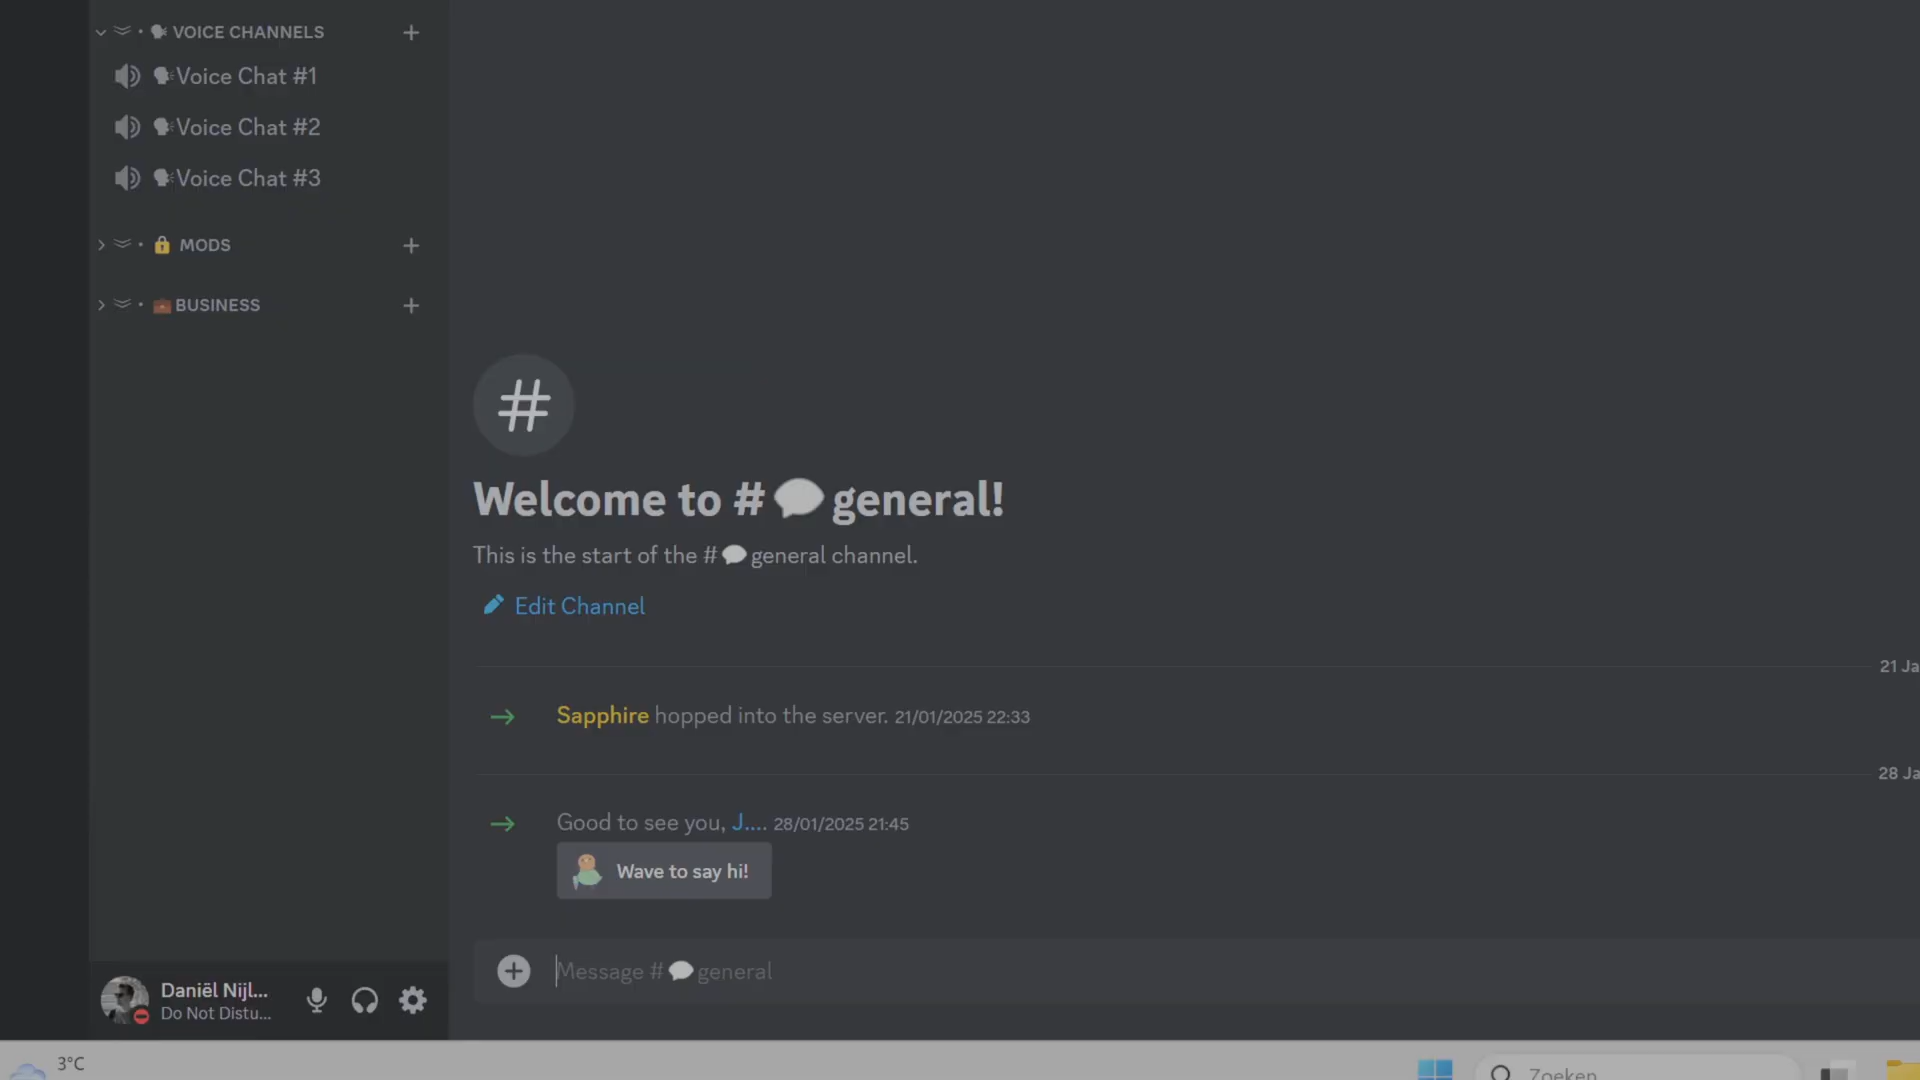 VOICE CHANNELS
Voice Chat #1
Voice Chat #2
Voice Chat #3
MODS
BUSINESS
#
Welcome to # general!
This is the start of the # general channel.
Edit Channel
21 Ja
Sapphire hopped into the server. 21/01/2025 22:33
28 Ja
Good to see you, J.... 28/01/2025 21:45
Wave to say hi!
Message # general
Daniël Nijl...
Do Not Distu...
3°C
Zoeken